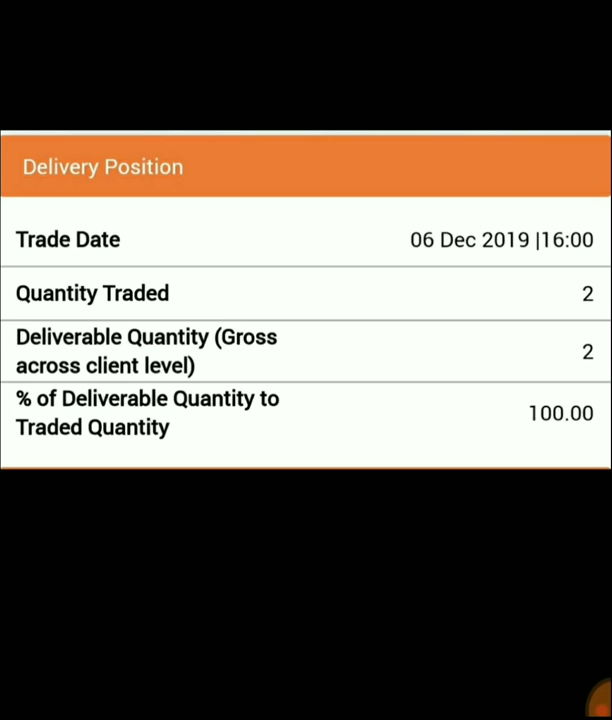 Delivery Position
Trade Date 06 Dec 2019 |16:00
Quantity Traded 2
Deliverable Quantity (Gross
across client level) 2
% of Deliverable Quantity to
Traded Quantity 100.00